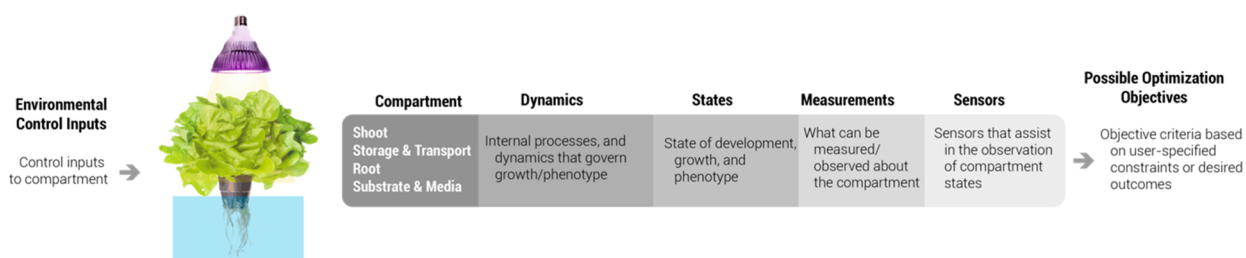 Environmental
Control Inputs
Control inputs
to compartment
Compartment
Shoot
Storage & Transport
Root
Substrate & Media
Dynamics
Internal processes, and
dynamics that govern
growth/phenotype
States
State of development,
growth, and
phenotype
Measurements
What can be
measured/
observed about
the compartment
Sensors
Sensors that assist
in the observation
of compartment
states
Possible Optimization
Objectives
Objective criteria based
on user-specified
constraints or desired
outcomes